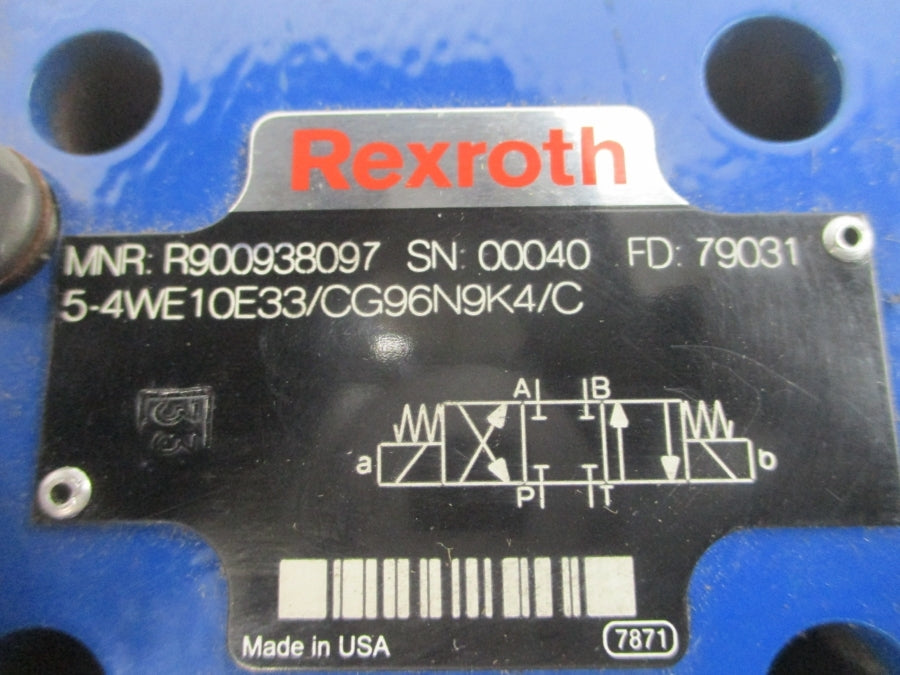 Rexroth
MNR: R900938097 SN: 00040 FD: 79031
5-4WE10E33/CG96N9K4/C
A B
a b
P T
Made in USA 7871